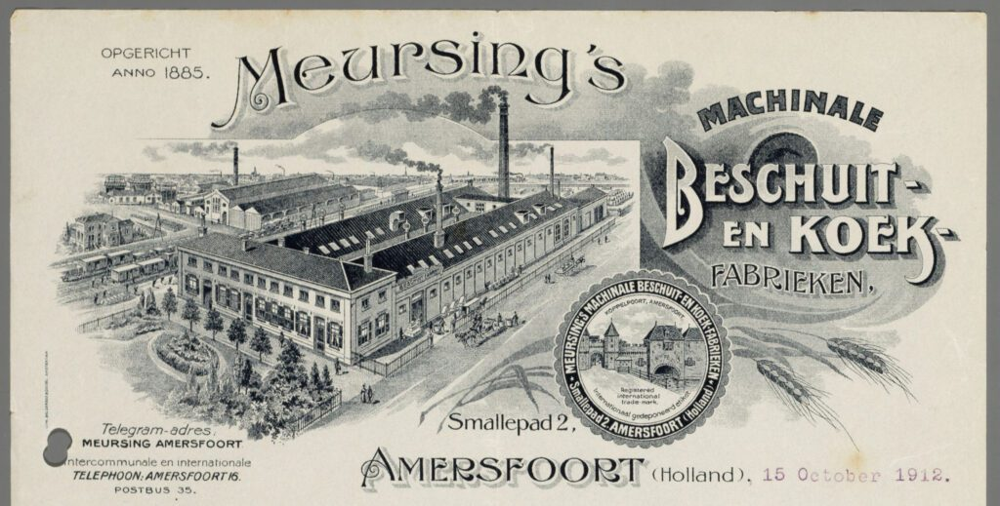 OPGERICHT
ANNO 1885.
Meursing's
MACHINALE
BESCHUIT-
EN KOEK-
FABRIEKEN,
MEURSING'S MACHINALE BESCHUIT-EN KOEKFABRIEKEN
Smallepad 2, AMERSFOORT (Holland)
KOPPELPOORT, AMERSFOORT.
Registered
international
trade-mark.
Internationaal gedeponeerd etiket
Smallepad 2,
AMERSFOORT (Holland), 15 October 1912.
Telegram-adres,
MEURSING AMERSFOORT.
ntercommunale en internationale
TELEPHOON: AMERSFOORT 16.
POSTBUS 35.